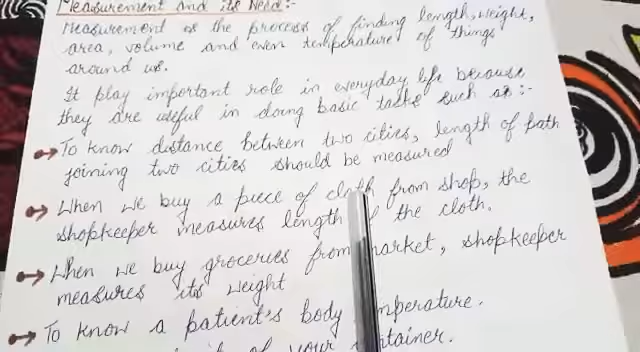 Measurement and its Need:-
Measurement is the process of finding length, weight,
area, volume and even temperature of things
around us.
It play important role in everyday life because
they are useful in doing basic tasks such as:-
To know distance between two cities, length of path
joining two cities should be measured
When we buy a piece of cloth from shop, the
shopkeeper measures length the cloth.
When we buy groceries from market, shopkeeper
measures its weight
To know a patient's body mperature.
of your tainer.